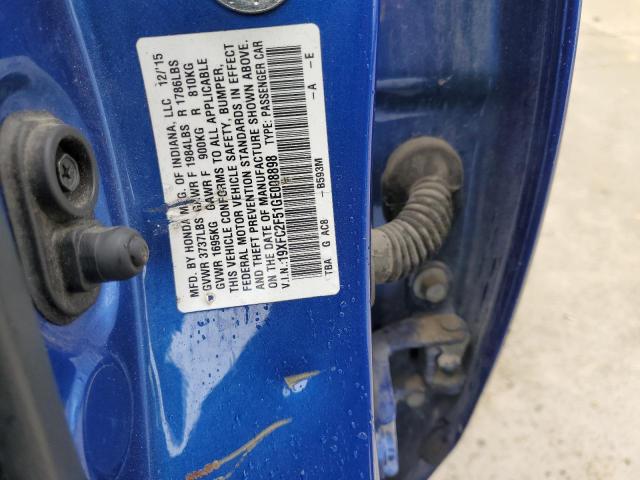 MFD. BY HONDA MFG. OF INDIANA, LLC 12/'15
GVWR 3737LBS GAWR F 1984LBS R 1786LBS
GVWR 1695KG GAWR F 900KG R 810KG
THIS VEHICLE CONFORMS TO ALL APPLICABLE
FEDERAL MOTOR VEHICLE SAFETY, BUMPER,
AND THEFT PREVENTION STANDARDS IN EFFECT
ON THE DATE OF MANUFACTURE SHOWN ABOVE.
V.I.N.:19XFC2F51GE008898 TYPE: PASSENGER CAR
TBA G AC8 -B593M -A -E